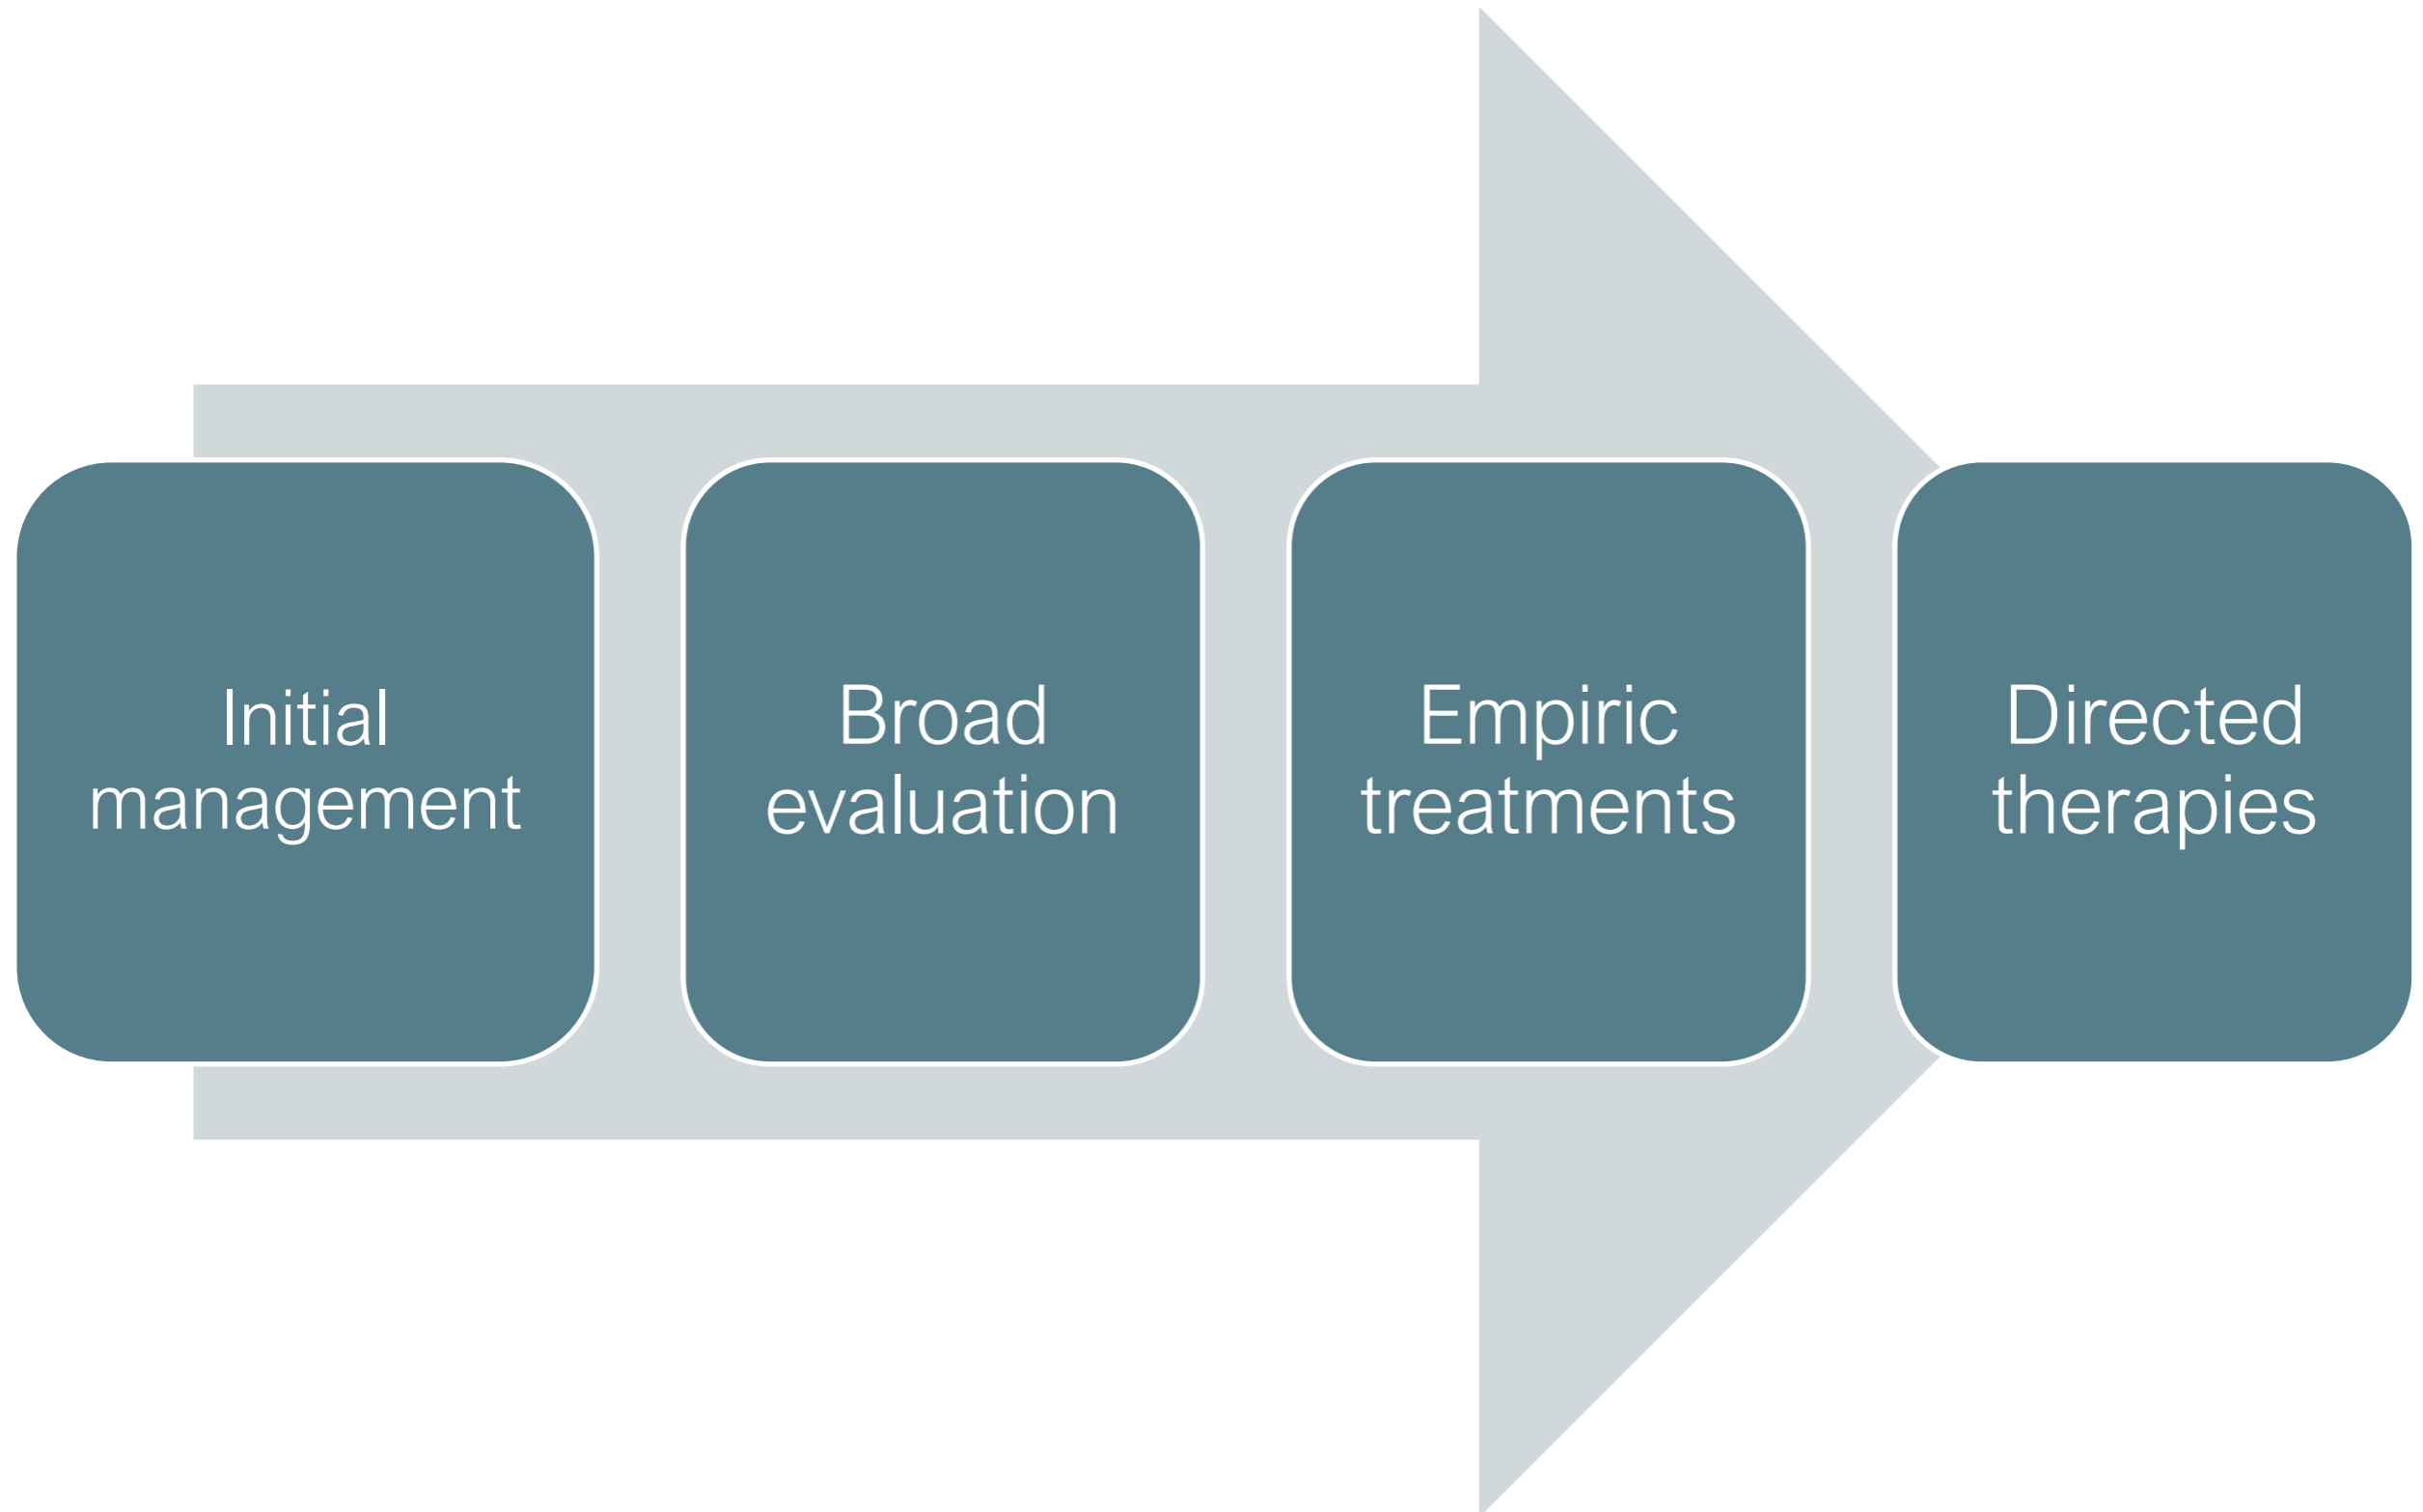 Initial
management
Broad
evaluation
Empiric
treatments
Directed
therapies